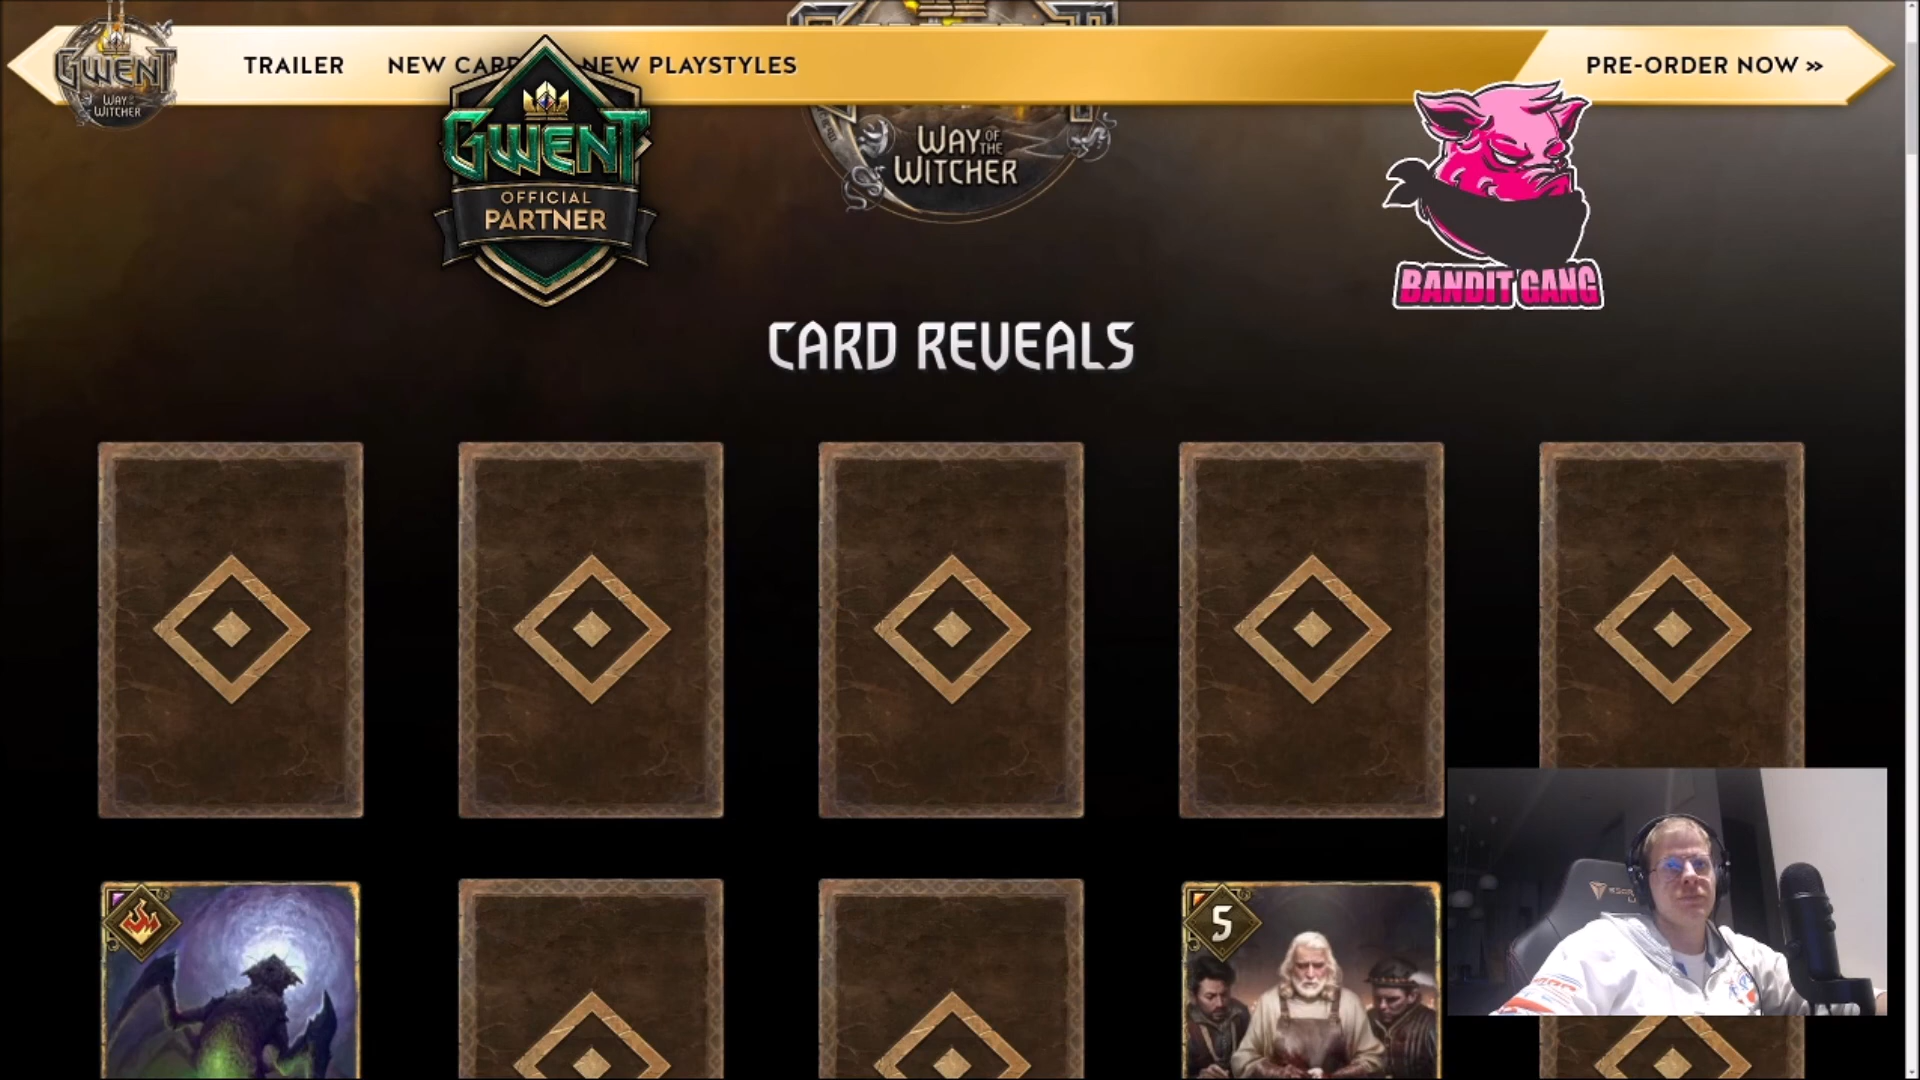 GWENT
WAY OF THE
WITCHER
TRAILER
NEW CARD
NEW PLAYSTYLES
PRE-ORDER NOW »
GWENT
OFFICIAL
PARTNER
WAY OF THE
WITCHER
BANDIT GANG
CARD REVEALS
5